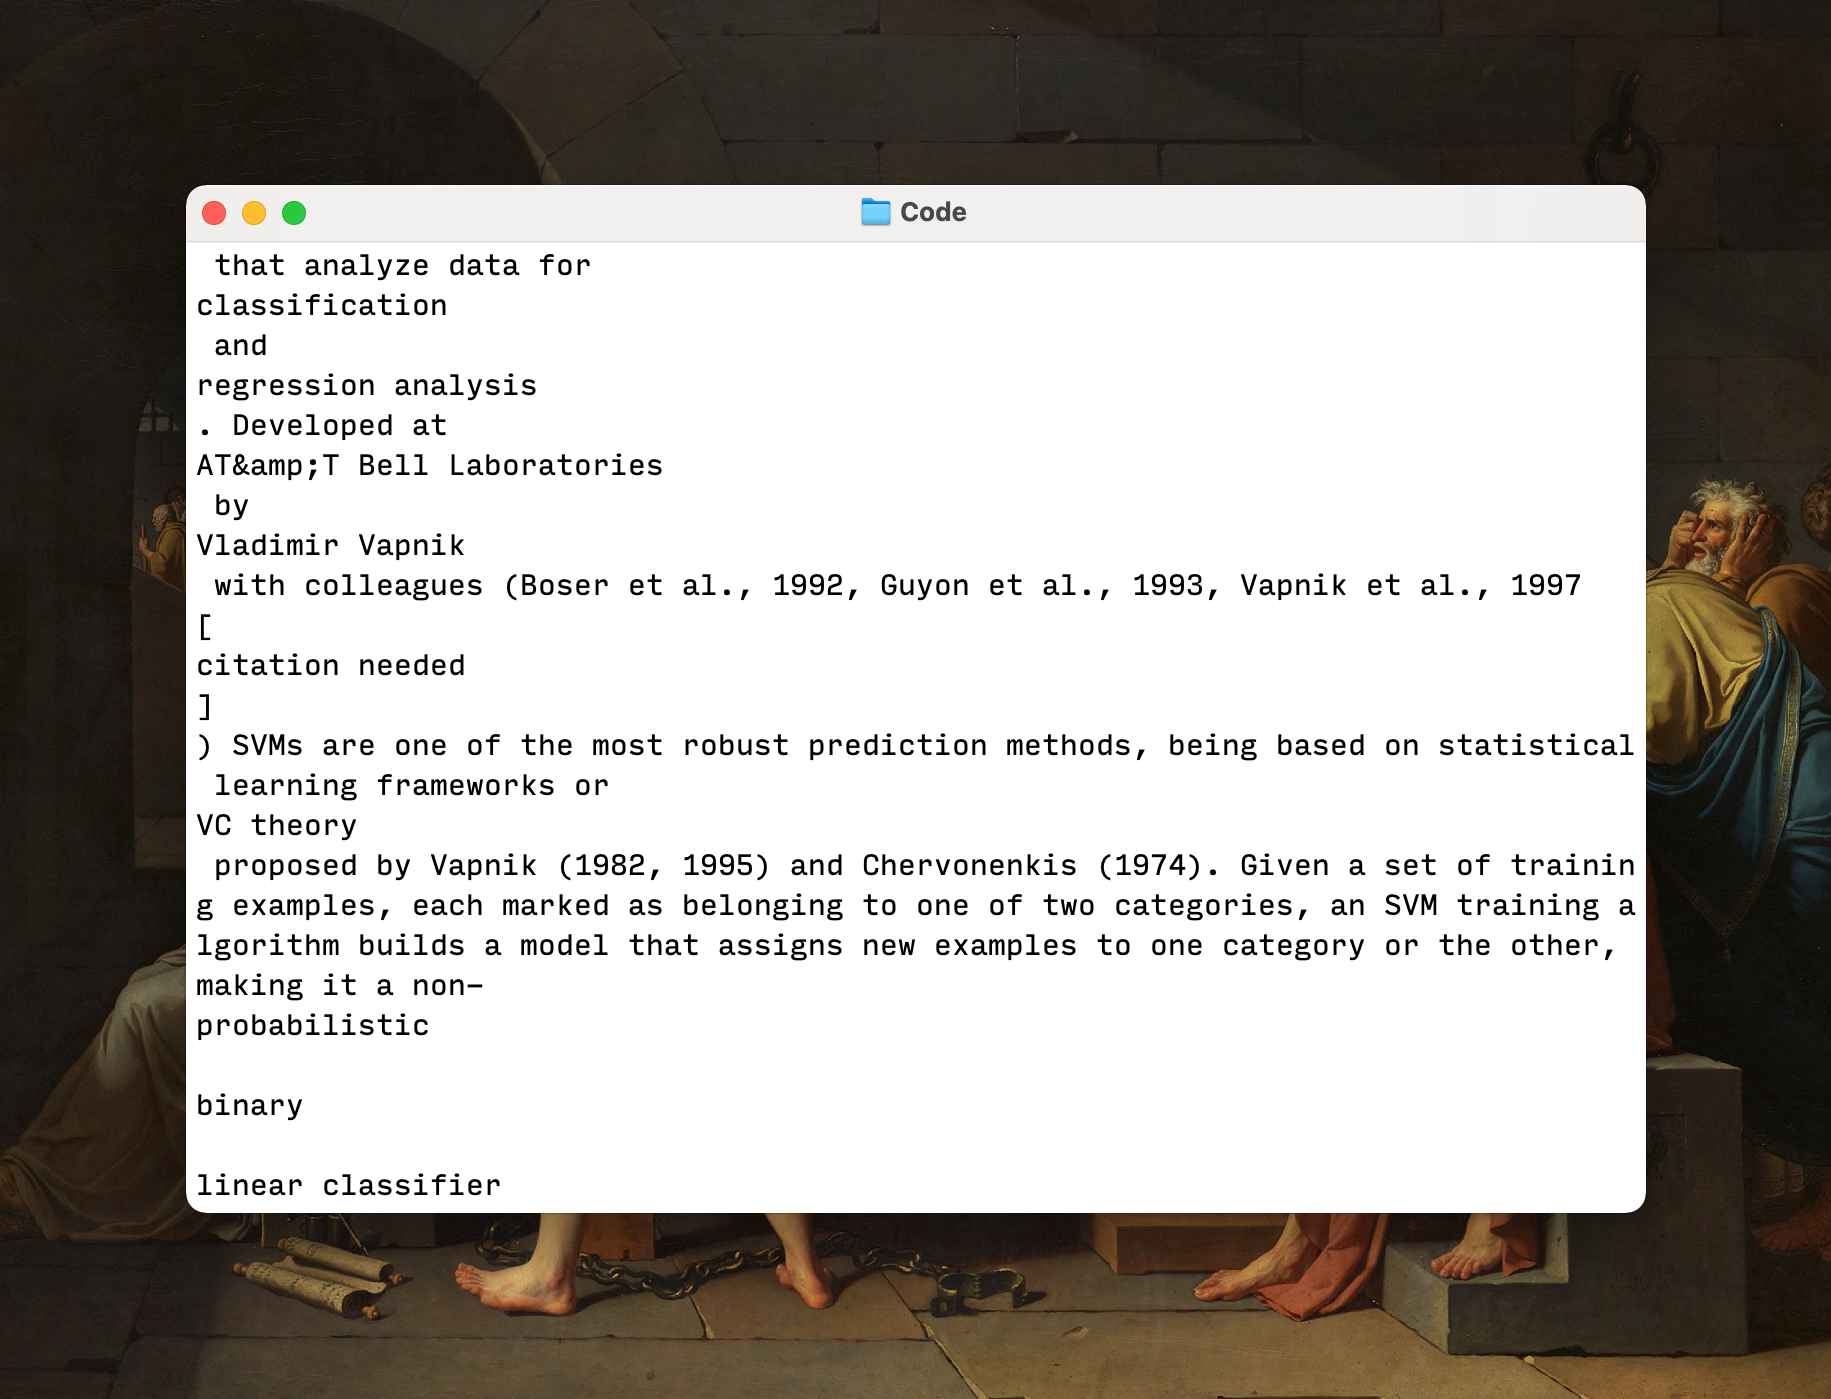 Code
 that analyze data for
classification
 and
regression analysis
. Developed at
AT&amp;T Bell Laboratories
 by
Vladimir Vapnik
 with colleagues (Boser et al., 1992, Guyon et al., 1993, Vapnik et al., 1997
[
citation needed
]
) SVMs are one of the most robust prediction methods, being based on statistical
 learning frameworks or
VC theory
 proposed by Vapnik (1982, 1995) and Chervonenkis (1974). Given a set of trainin
g examples, each marked as belonging to one of two categories, an SVM training a
lgorithm builds a model that assigns new examples to one category or the other,
making it a non-
probabilistic

binary

linear classifier